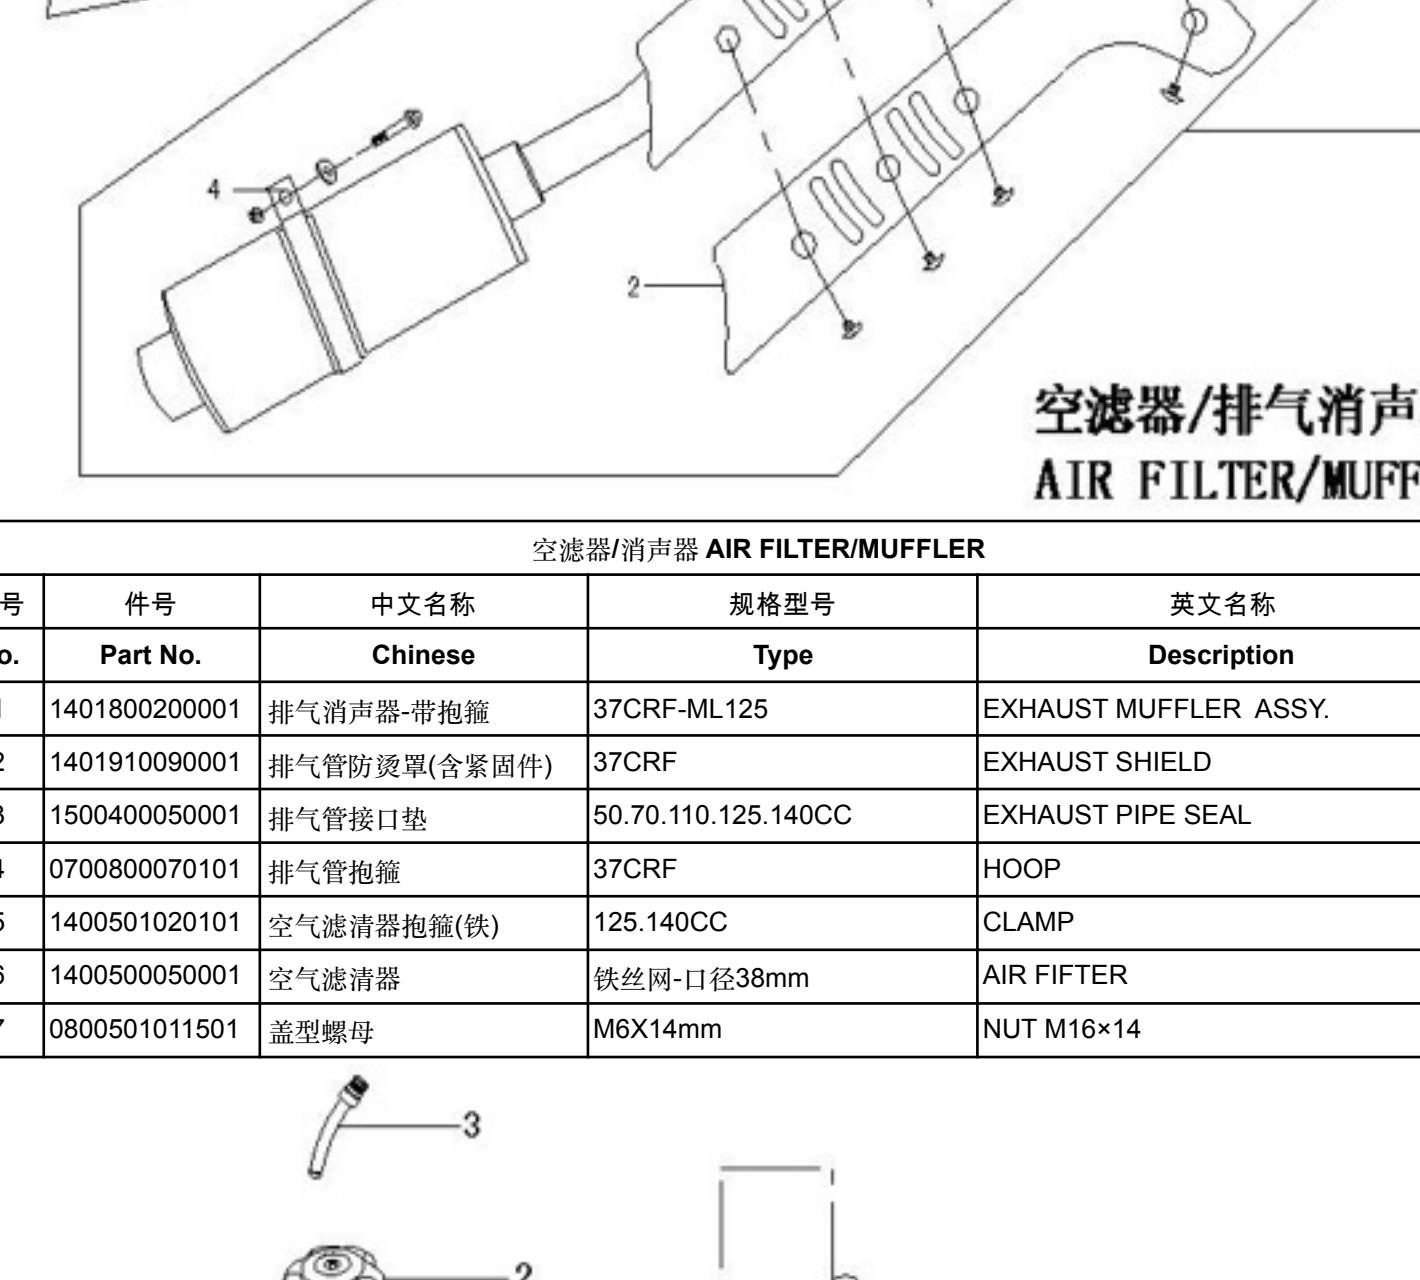 4
2
空滤器/排气消声
AIR FILTER/MUFF
空滤器/消声器 AIR FILTER/MUFFLER
号 件号 中文名称 规格型号 英文名称
o. Part No. Chinese Type Description
1401800200001 排气消声器-带抱箍 37CRF-ML125 EXHAUST MUFFLER ASSY.
2 1401910090001 排气管防烫罩(含紧固件) 37CRF EXHAUST SHIELD
3 1500400050001 排气管接口垫 50.70.110.125.140CC EXHAUST PIPE SEAL
4 0700800070101 排气管抱箍 37CRF HOOP
5 1400501020101 空气滤清器抱箍(铁) 125.140CC CLAMP
6 1400500050001 空气滤清器 铁丝网-口径38mm AIR FIFTER
7 0800501011501 盖型螺母 M6X14mm NUT M16×14
3
2